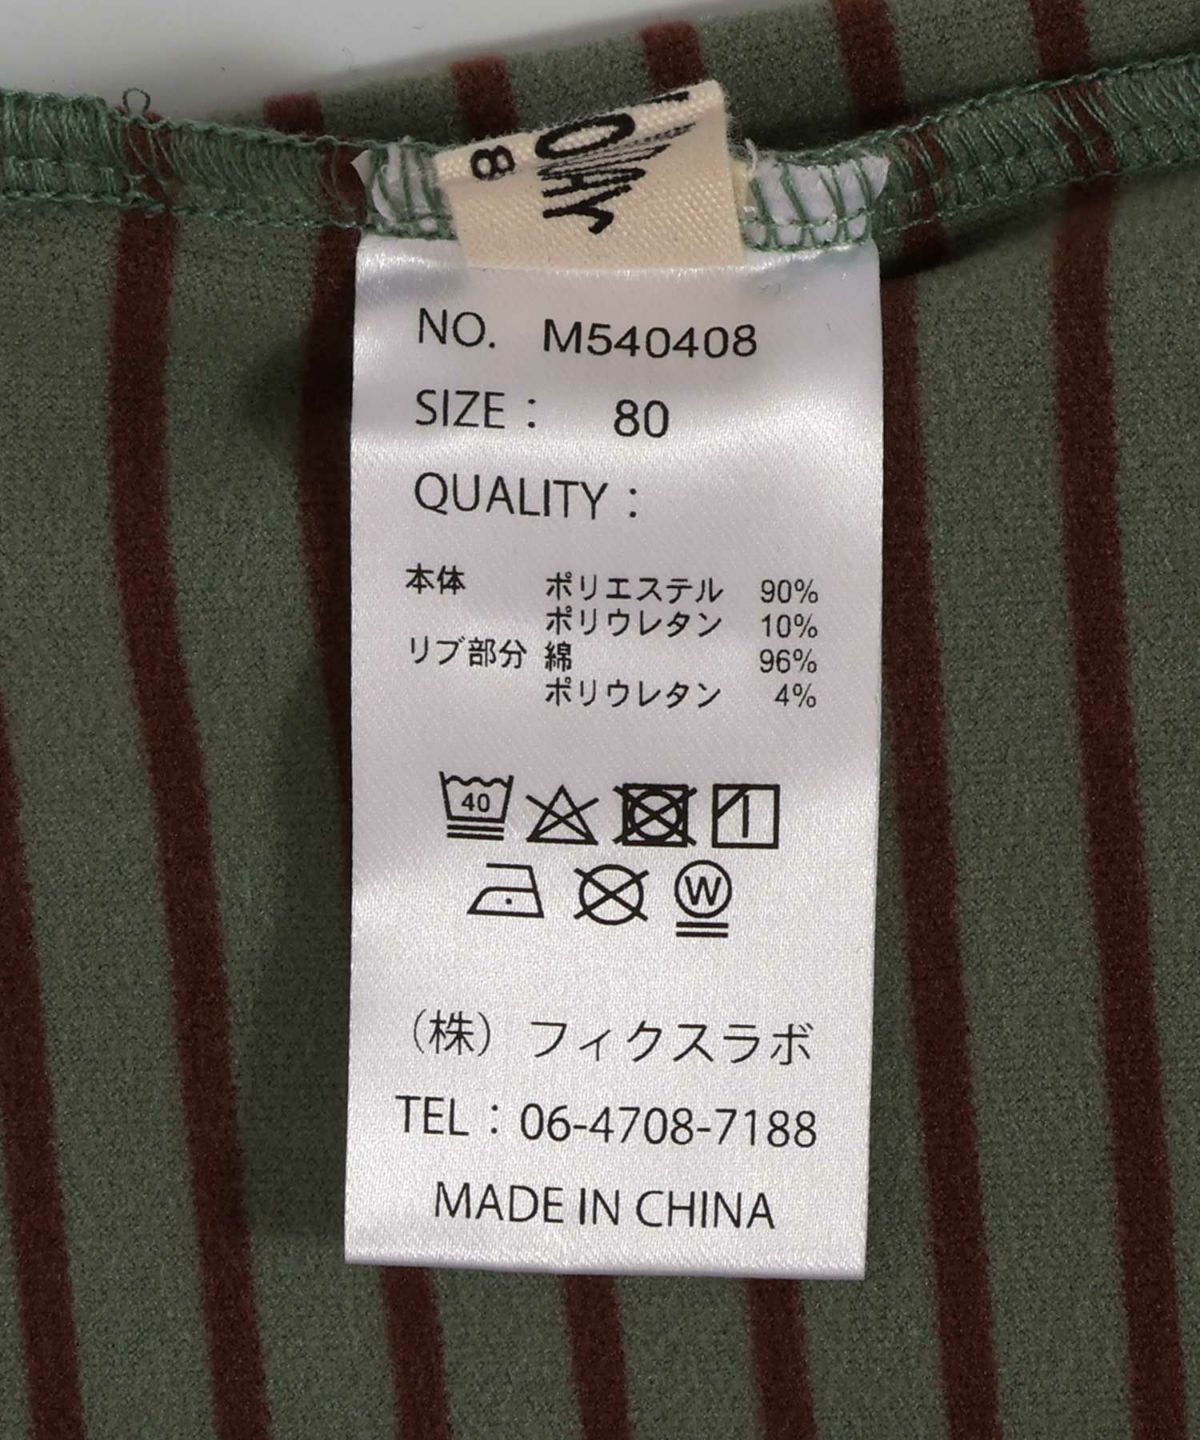 8
NO. M540408
SIZE : 80
QUALITY :
本体 ポリエステル 90%
ポリウレタン 10%
リブ部分 綿 96%
ポリウレタン 4%
40
W
(株) フィクスラボ
TEL : 06-4708-7188
MADE IN CHINA